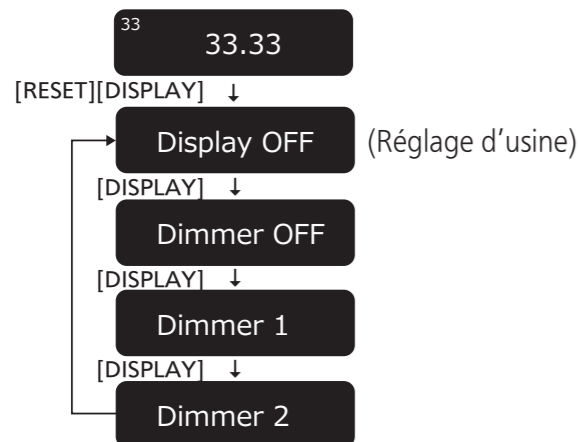 33
33.33
[RESET][DISPLAY] ↓
Display OFF (Réglage d’usine)
[DISPLAY] ↓
Dimmer OFF
[DISPLAY] ↓
Dimmer 1
[DISPLAY] ↓
Dimmer 2